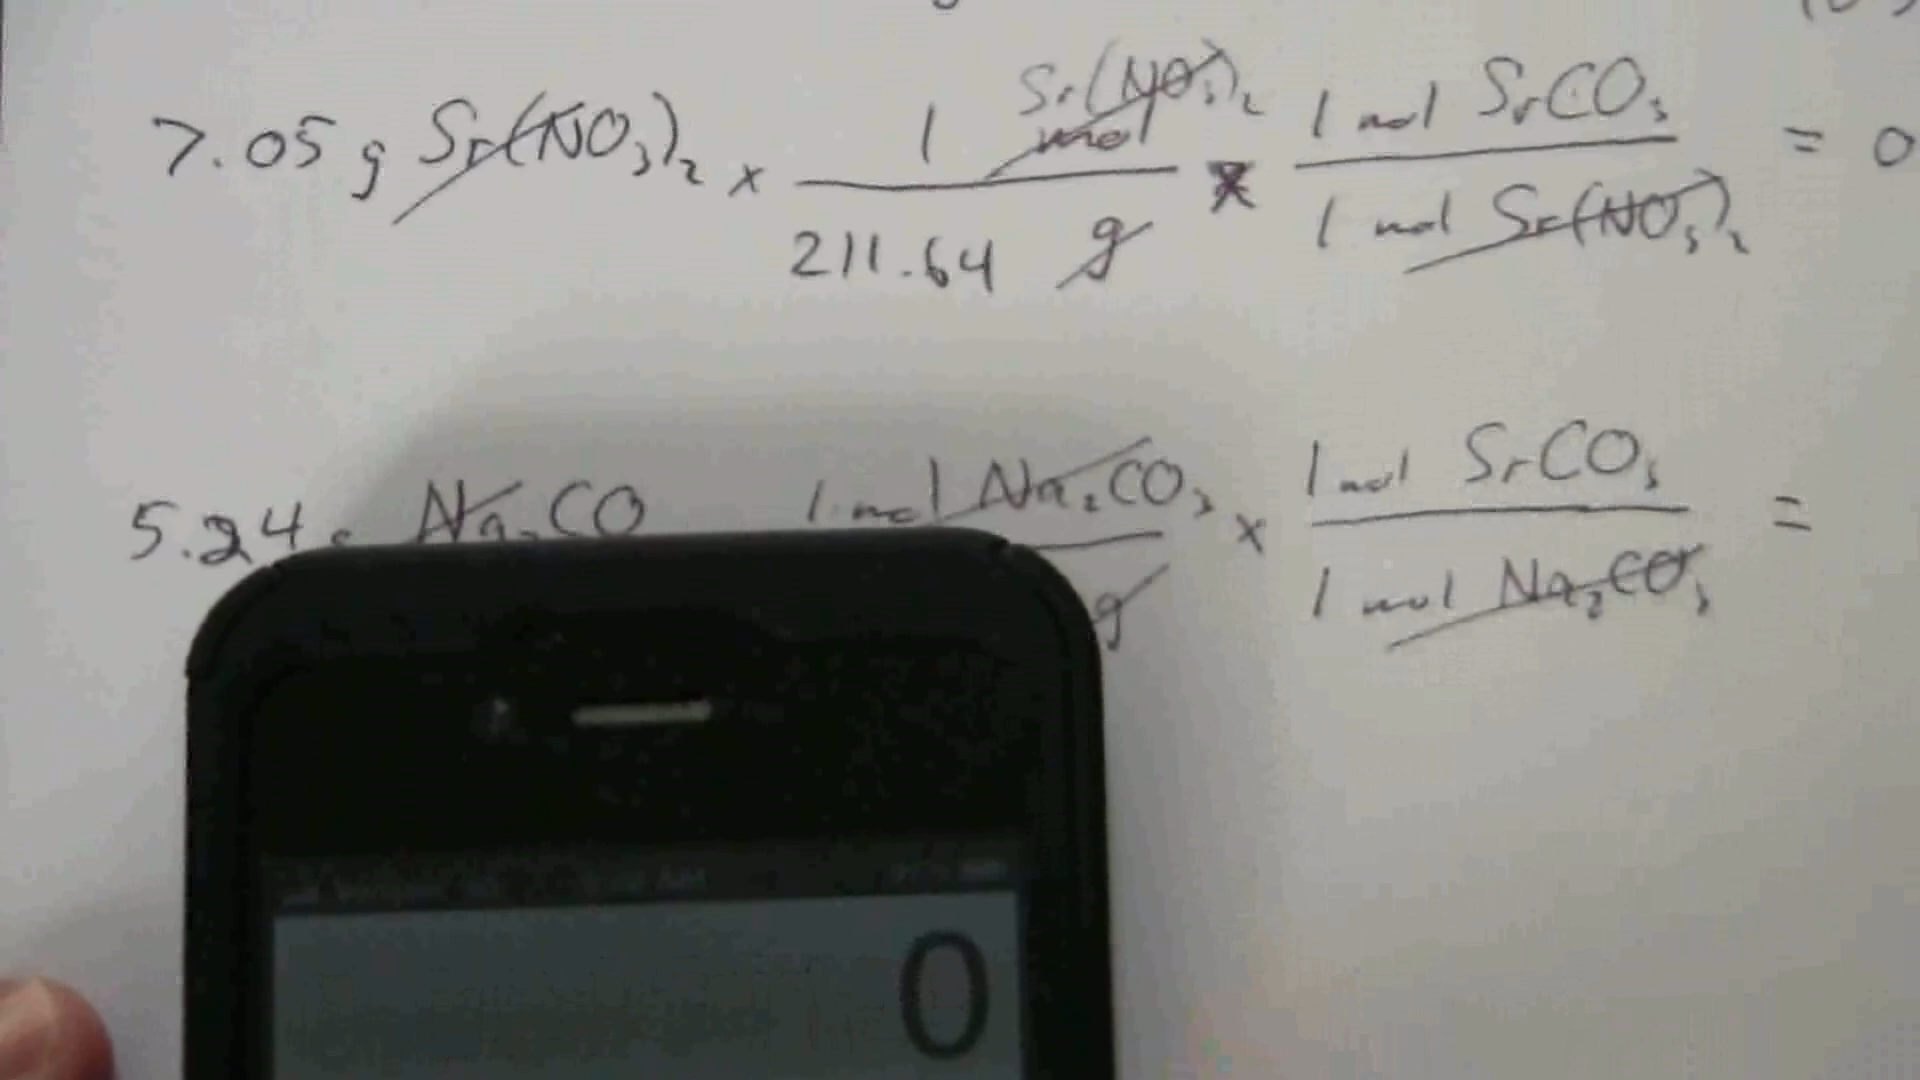 7.05 g Sr(NO₃)₂ x 1 Sr(NO₃)₂ mol / 211.64 g x 1 mol SrCO₃ / 1 mol Sr(NO₃)₂ = 0
5.24 Na₂CO 1 mol Na₂CO₃ / g x 1 mol SrCO₃ / 1 mol Na₂CO₃ =
0